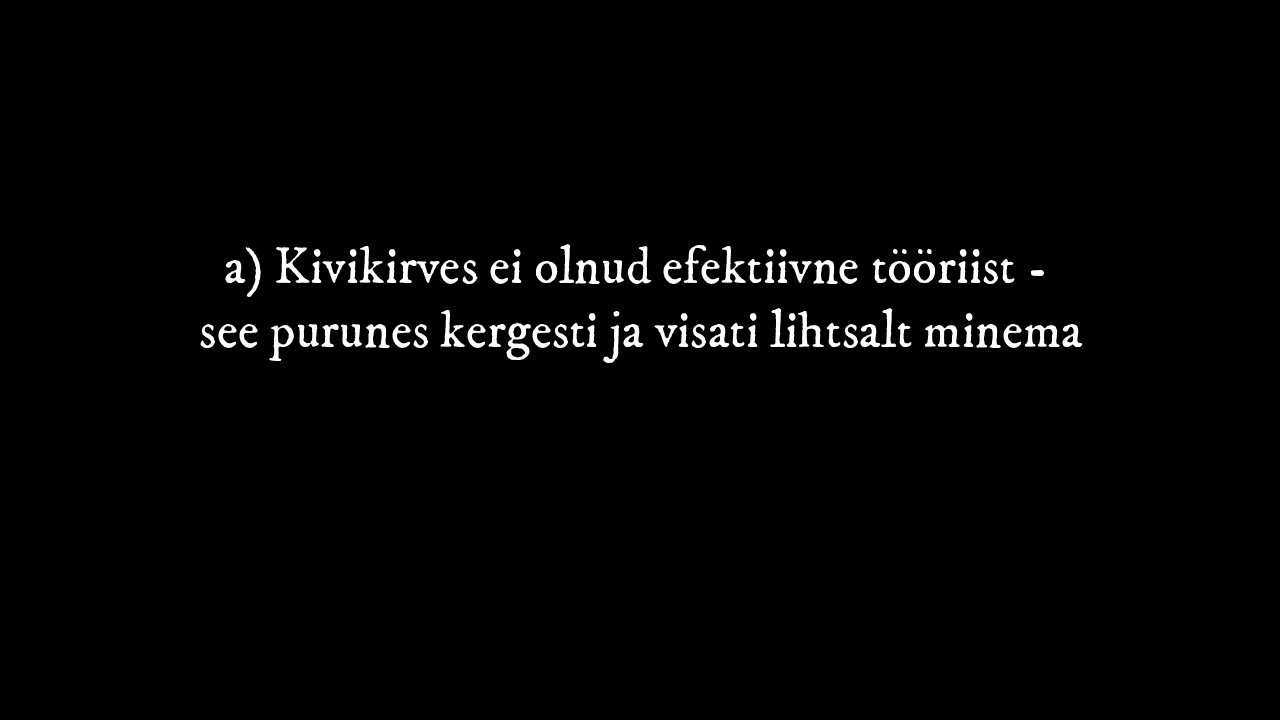 a) Kivikirves ei olnud efektiivne tööriist -
see purunes kergesti ja visati lihtsalt minema